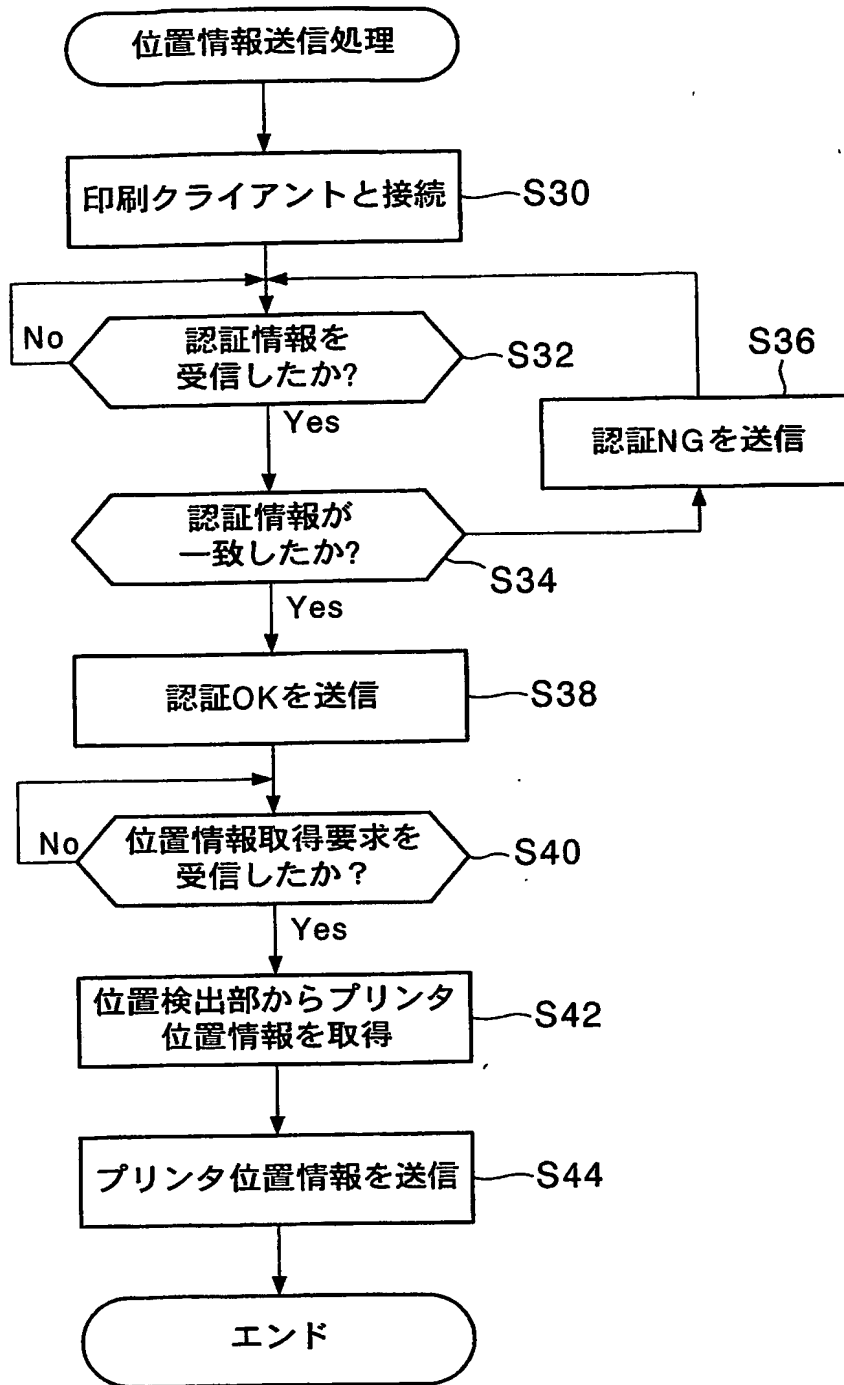 位置情報送信処理
印刷クライアントと接続
S30
No
認証情報を
受信したか?
S32
S36
Yes
認証NGを送信
認証情報が
一致したか?
S34
Yes
認証OKを送信
S38
No
位置情報取得要求を
受信したか？
S40
Yes
位置検出部からプリンタ
位置情報を取得
S42
プリンタ位置情報を送信
S44
エンド